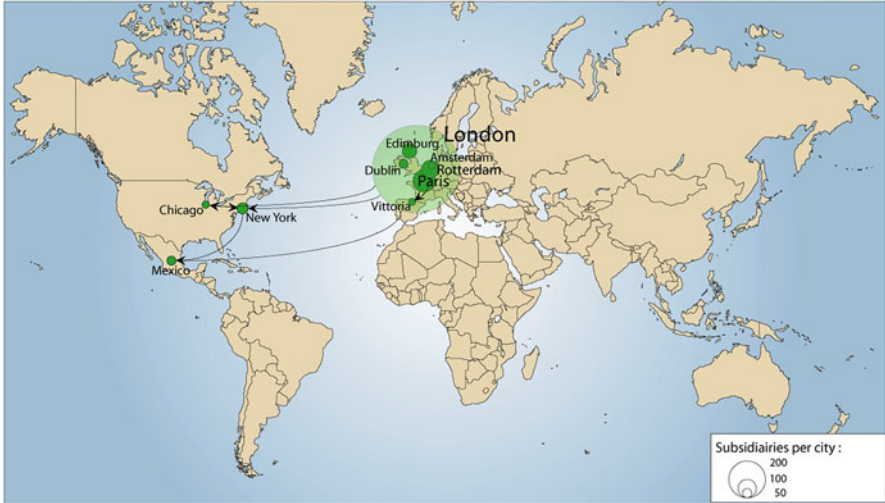 London
Edimburg
Amsterdam
Dublin
Rotterdam
Paris
Vittoria
Chicago
New York
Mexico
Subsidiairies per city :
200
100
50